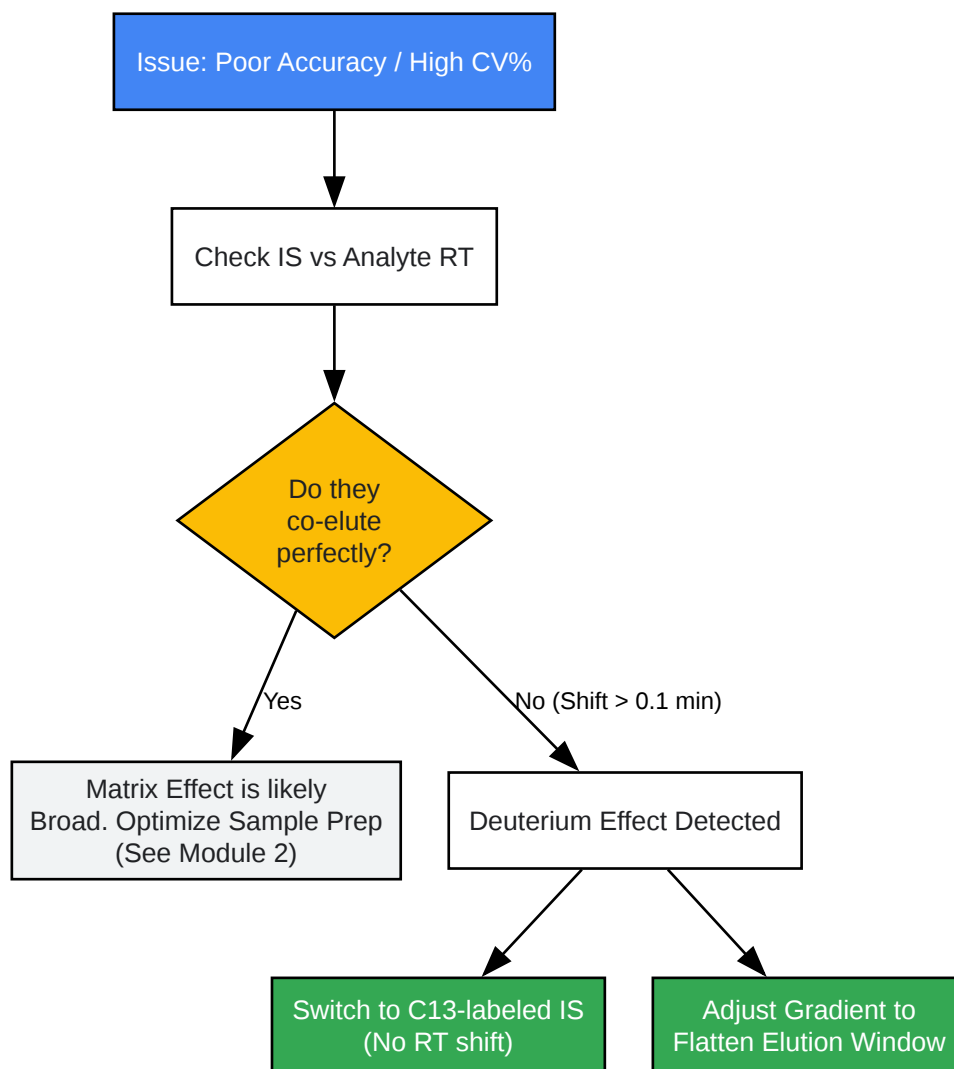 Issue: Poor Accuracy / High CV%
Check IS vs Analyte RT
Do they
co-elute
perfectly?
Yes
No (Shift > 0.1 min)
Matrix Effect is likely
Broad. Optimize Sample Prep
(See Module 2)
Deuterium Effect Detected
Switch to C13-labeled IS
(No RT shift)
Adjust Gradient to
Flatten Elution Window